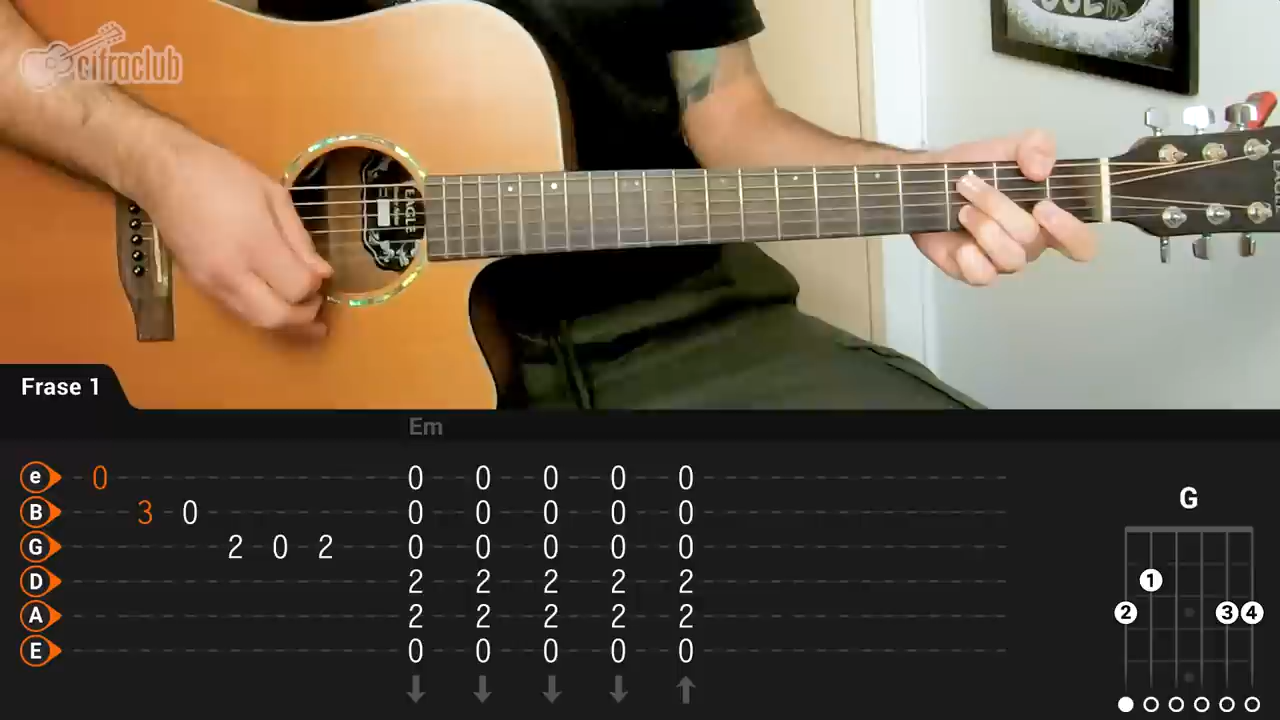 cifraclub
EAGLE
Frase 1
Em
e 0 0 0 0 0 0
B 3 0 0 0 0 0 0
G 2 0 2 0 0 0 0 0
D 2 2 2 2 2
A 2 2 2 2 2
E 0 0 0 0 0
G
1
2 3 4